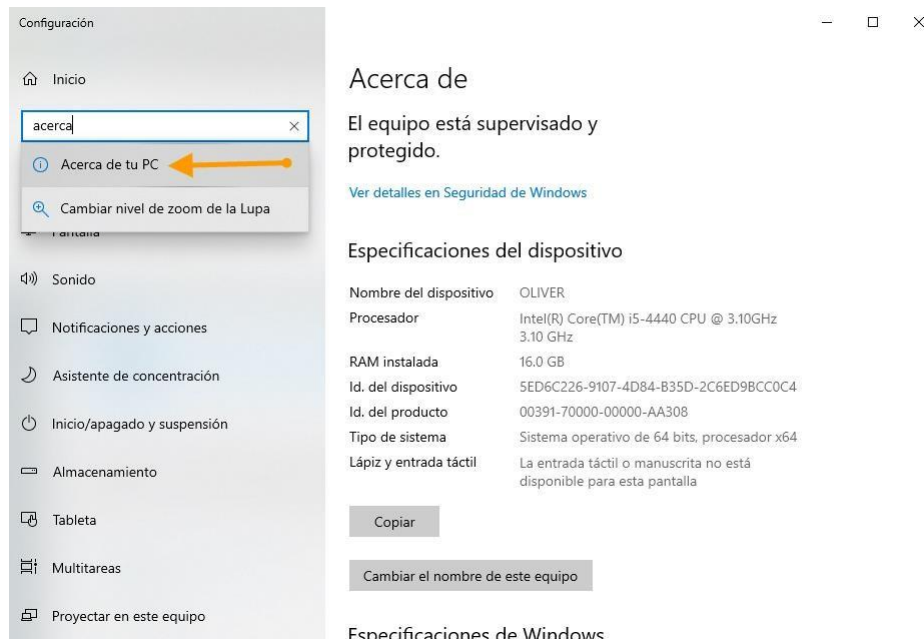 Configuración
Inicio
acerca
Acerca de tu PC
Cambiar nivel de zoom de la Lupa
Pantalla
Sonido
Notificaciones y acciones
Asistente de concentración
Inicio/apagado y suspensión
Almacenamiento
Tableta
Multitareas
Proyectar en este equipo
Acerca de
El equipo está supervisado y
protegido.
Ver detalles en Seguridad de Windows
Especificaciones del dispositivo
Nombre del dispositivo OLIVER
Procesador Intel(R) Core(TM) i5-4440 CPU @ 3.10GHz
3.10 GHz
RAM instalada 16.0 GB
Id. del dispositivo 5ED6C226-9107-4D84-B35D-2C6ED9BCC0C4
Id. del producto 00391-70000-00000-AA308
Tipo de sistema Sistema operativo de 64 bits, procesador x64
Lápiz y entrada táctil La entrada táctil o manuscrita no está
disponible para esta pantalla
Copiar
Cambiar el nombre de este equipo
Especificaciones de Windows